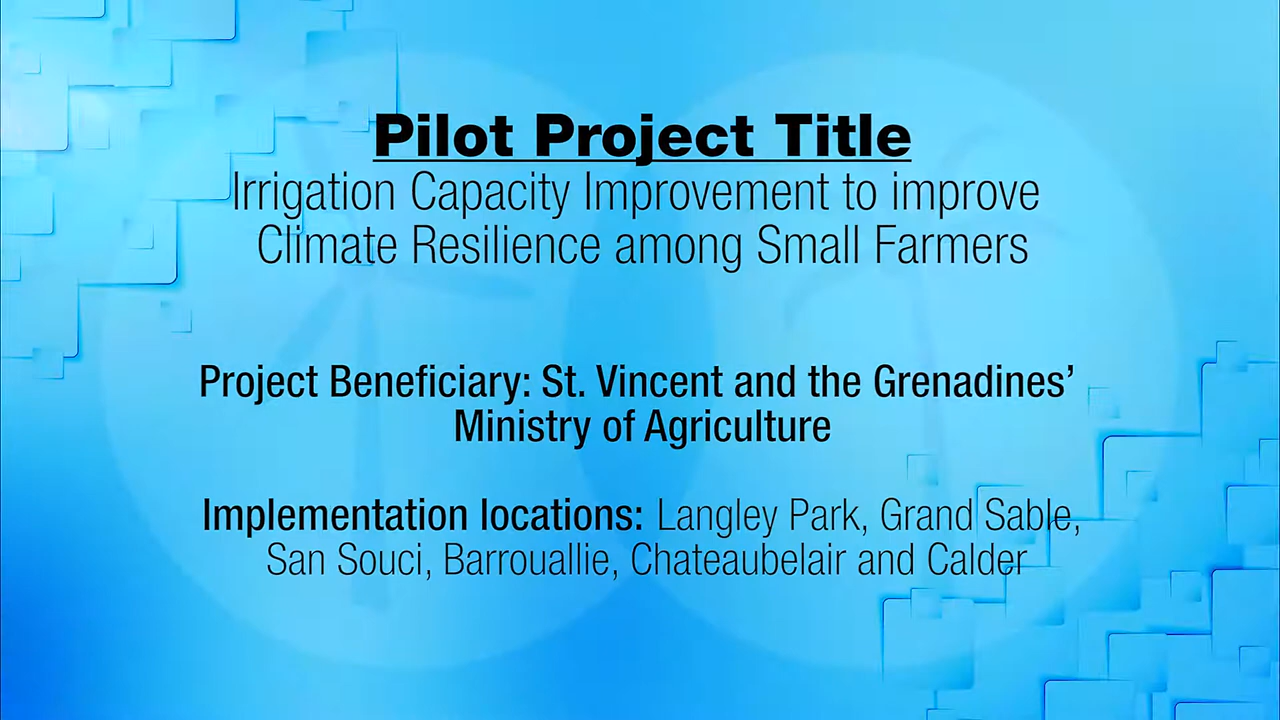 Pilot Project Title
Irrigation Capacity Improvement to improve
Climate Resilience among Small Farmers
Project Beneficiary: St. Vincent and the Grenadines’
Ministry of Agriculture
Implementation locations: Langley Park, Grand Sable,
San Souci, Barrouallie, Chateaubelair and Calder